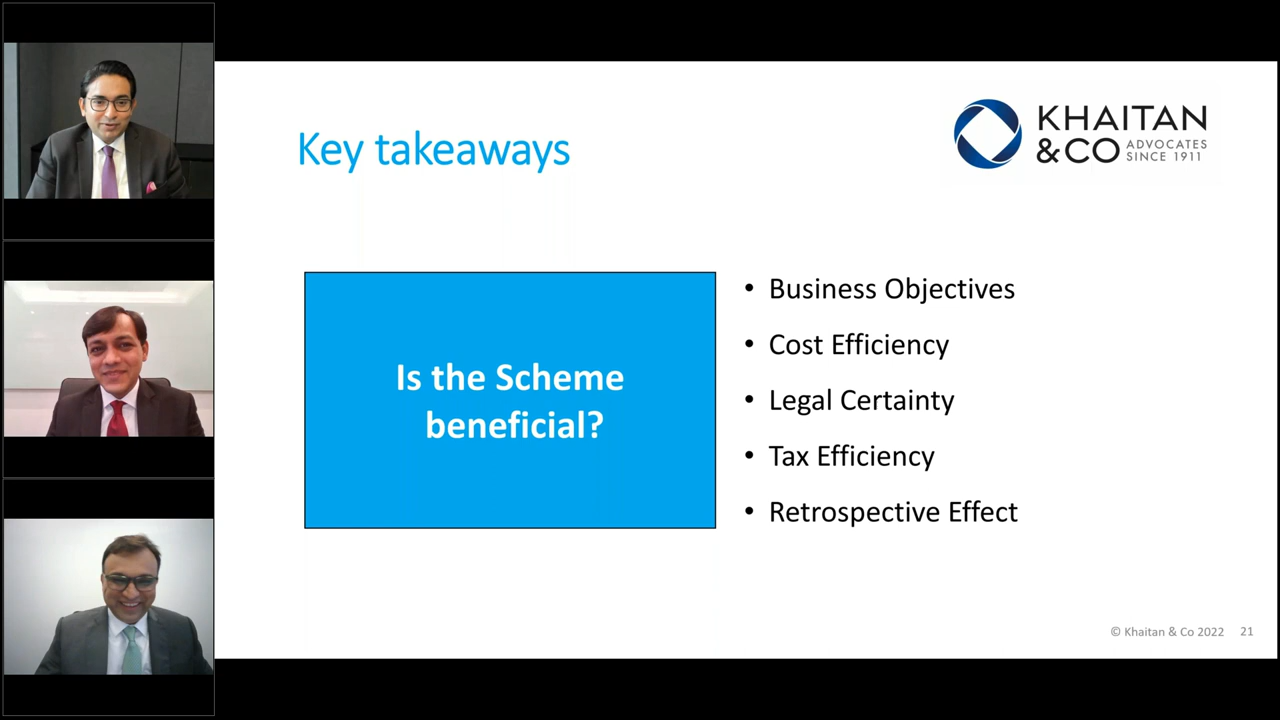 Key takeaways
KHAITAN
&CO ADVOCATES
SINCE 1911
Is the Scheme
beneficial?
• Business Objectives
• Cost Efficiency
• Legal Certainty
• Tax Efficiency
• Retrospective Effect
© Khaitan & Co 2022 21